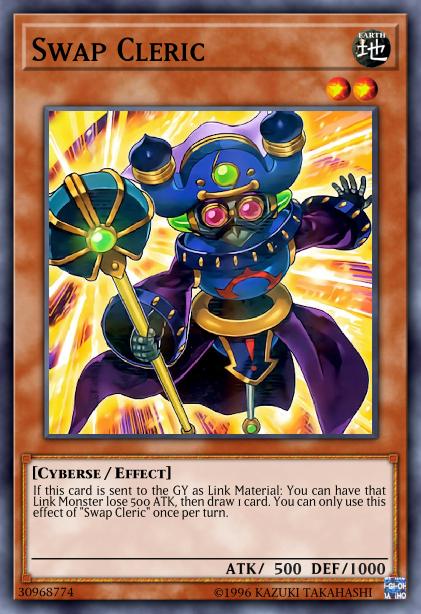 Swap Cleric
EARTH
地
[Cyberse / Effect]
If this card is sent to the GY as Link Material: You can have that
Link Monster lose 500 ATK, then draw 1 card. You can only use this
effect of "Swap Cleric" once per turn.
ATK/ 500 DEF/1000
30968774
©1996 KAZUKI TAKAHASHI